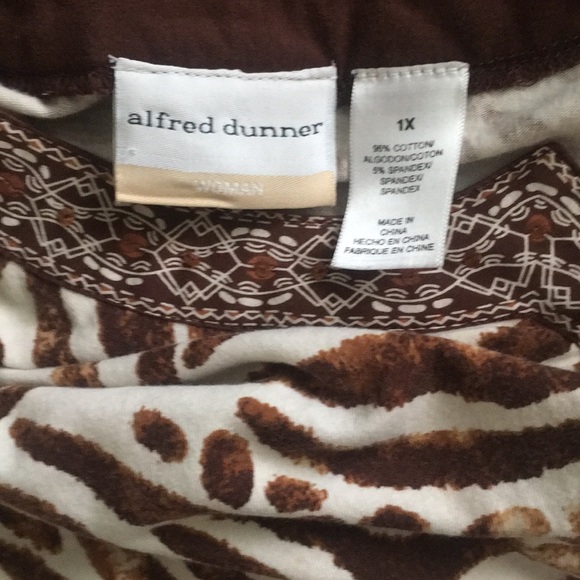 alfred dunner
WOMAN
1X
95% COTTON/
ALGODON/COTON
5% SPANDEX/
SPANDEX/
SPANDEX
MADE IN
CHINA
HECHO EN CHINA
FABRIQUE EN CHINE